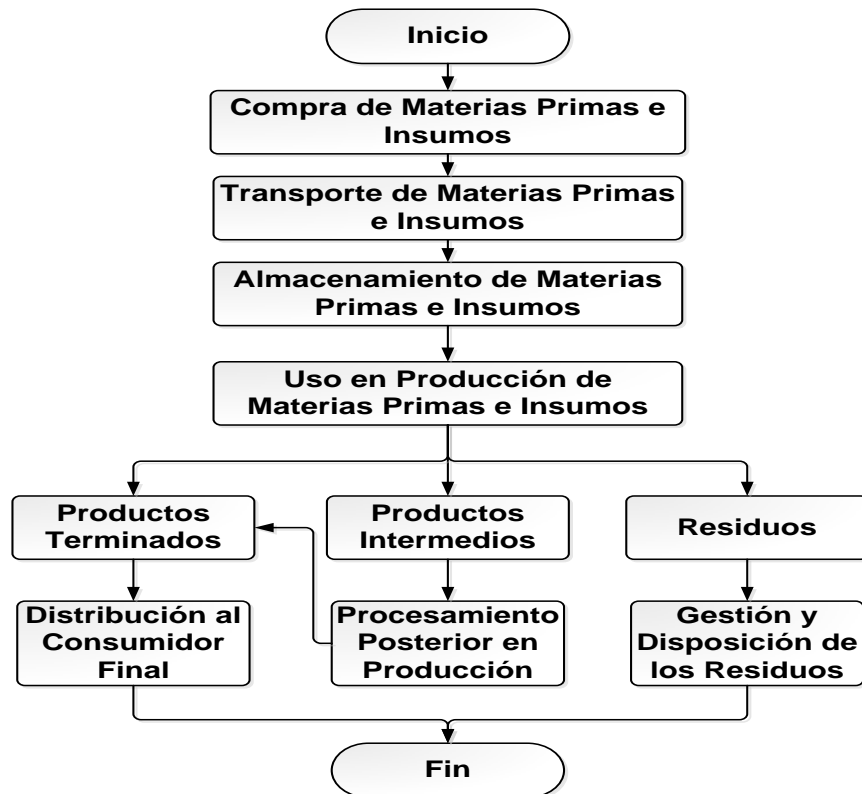 Inicio
Compra de Materias Primas e
Insumos
Transporte de Materias Primas
e Insumos
Almacenamiento de Materias
Primas e Insumos
Uso en Producción de
Materias Primas e Insumos
Productos
Terminados
Productos
Intermedios
Residuos
Distribución al
Consumidor
Final
Procesamiento
Posterior en
Producción
Gestión y
Disposición de
los Residuos
Fin